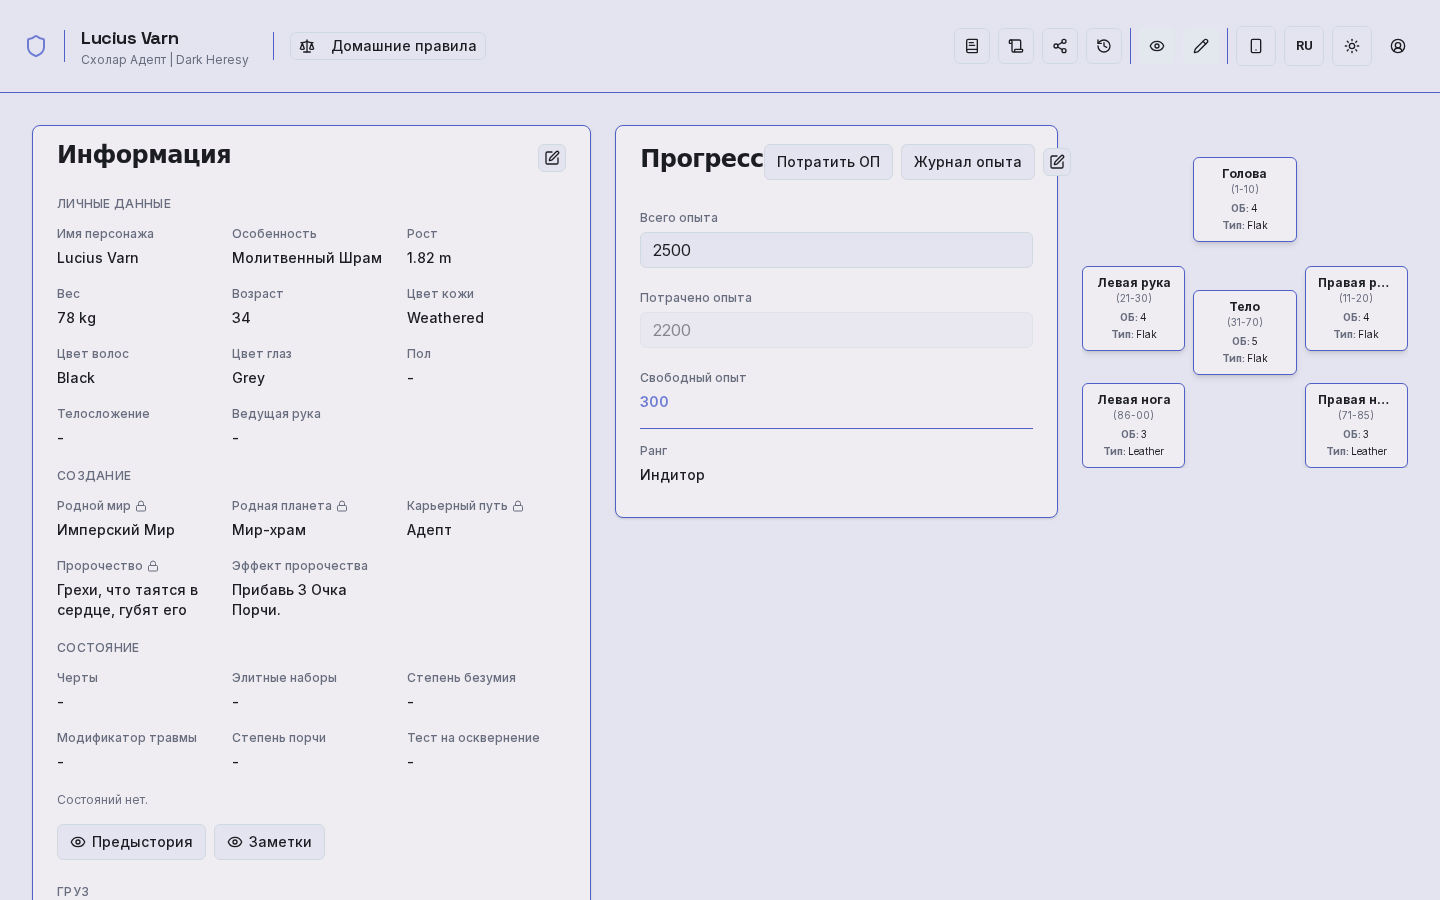 Lucius Varn
Схолар Адепт | Dark Heresy
Домашние правила
RU
Информация
ЛИЧНЫЕ ДАННЫЕ
Имя персонажа
Особенность
Рост
Lucius Varn
Молитвенный Шрам
1.82 m
Вес
Возраст
Цвет кожи
78 kg
34
Weathered
Цвет волос
Цвет глаз
Пол
Black
Grey
-
Телосложение
Ведущая рука
-
-
СОЗДАНИЕ
Родной мир
Родная планета
Карьерный путь
Имперский Мир
Мир-храм
Адепт
Пророчество
Эффект пророчества
Грехи, что таятся в
сердце, губят его
Прибавь 3 Очка
Порчи.
СОСТОЯНИЕ
Черты
Элитные наборы
Степень безумия
-
-
-
Модификатор травмы
Степень порчи
Тест на осквернение
-
-
-
Состояний нет.
Предыстория
Заметки
ГРУЗ
Прогресс
Потратить ОП
Журнал опыта
Всего опыта
2500
Потрачено опыта
2200
Свободный опыт
300
Ранг
Индитор
Голова
(1-10)
ОБ: 4
Тип: Flak
Левая рука
(21-30)
ОБ: 4
Тип: Flak
Тело
(31-70)
ОБ: 5
Тип: Flak
Правая р...
(11-20)
ОБ: 4
Тип: Flak
Левая нога
(86-00)
ОБ: 3
Тип: Leather
Правая н...
(71-85)
ОБ: 3
Тип: Leather